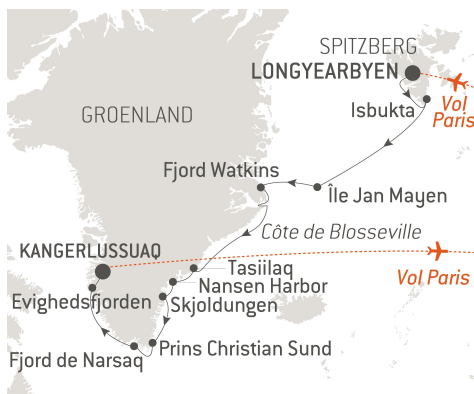 SPITZBERG
LONGYEARBYEN
Vol
Paris
Isbukta
GROENLAND
Fjord Watkins
Île Jan Mayen
Côte de Blosseville
KANGERLUSSUAQ
Tasiilaq
Vol Paris
Nansen Harbor
Evighedsfjorden
Skjoldungen
Prins Christian Sund
Fjord de Narsaq